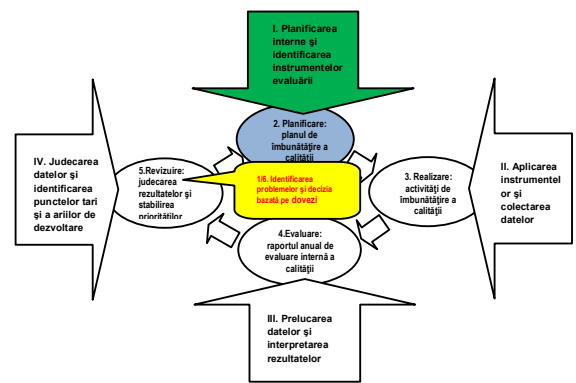 I. Planificarea
interne şi
identificarea
instrumentelor
evaluării
2. Planificare:
planul de
îmbunătăţire a
calităţii
IV. Judecarea
datelor şi
identificarea
punctelor tari
şi a ariilor de
dezvoltare
5.Revizuire:
judecarea
rezultatelor şi
stabilirea
priorităţilor
1/6. Identificarea
problemelor şi decizia
bazată pe dovezi
3. Realizare:
activităţi de
îmbunătăţire a
calităţii
II. Aplicarea
instrumentel
or şi
colectarea
datelor
4.Evaluare:
raportul anual de
evaluare internă a
calităţii
III. Prelucarea
datelor şi
interpretarea
rezultatelor